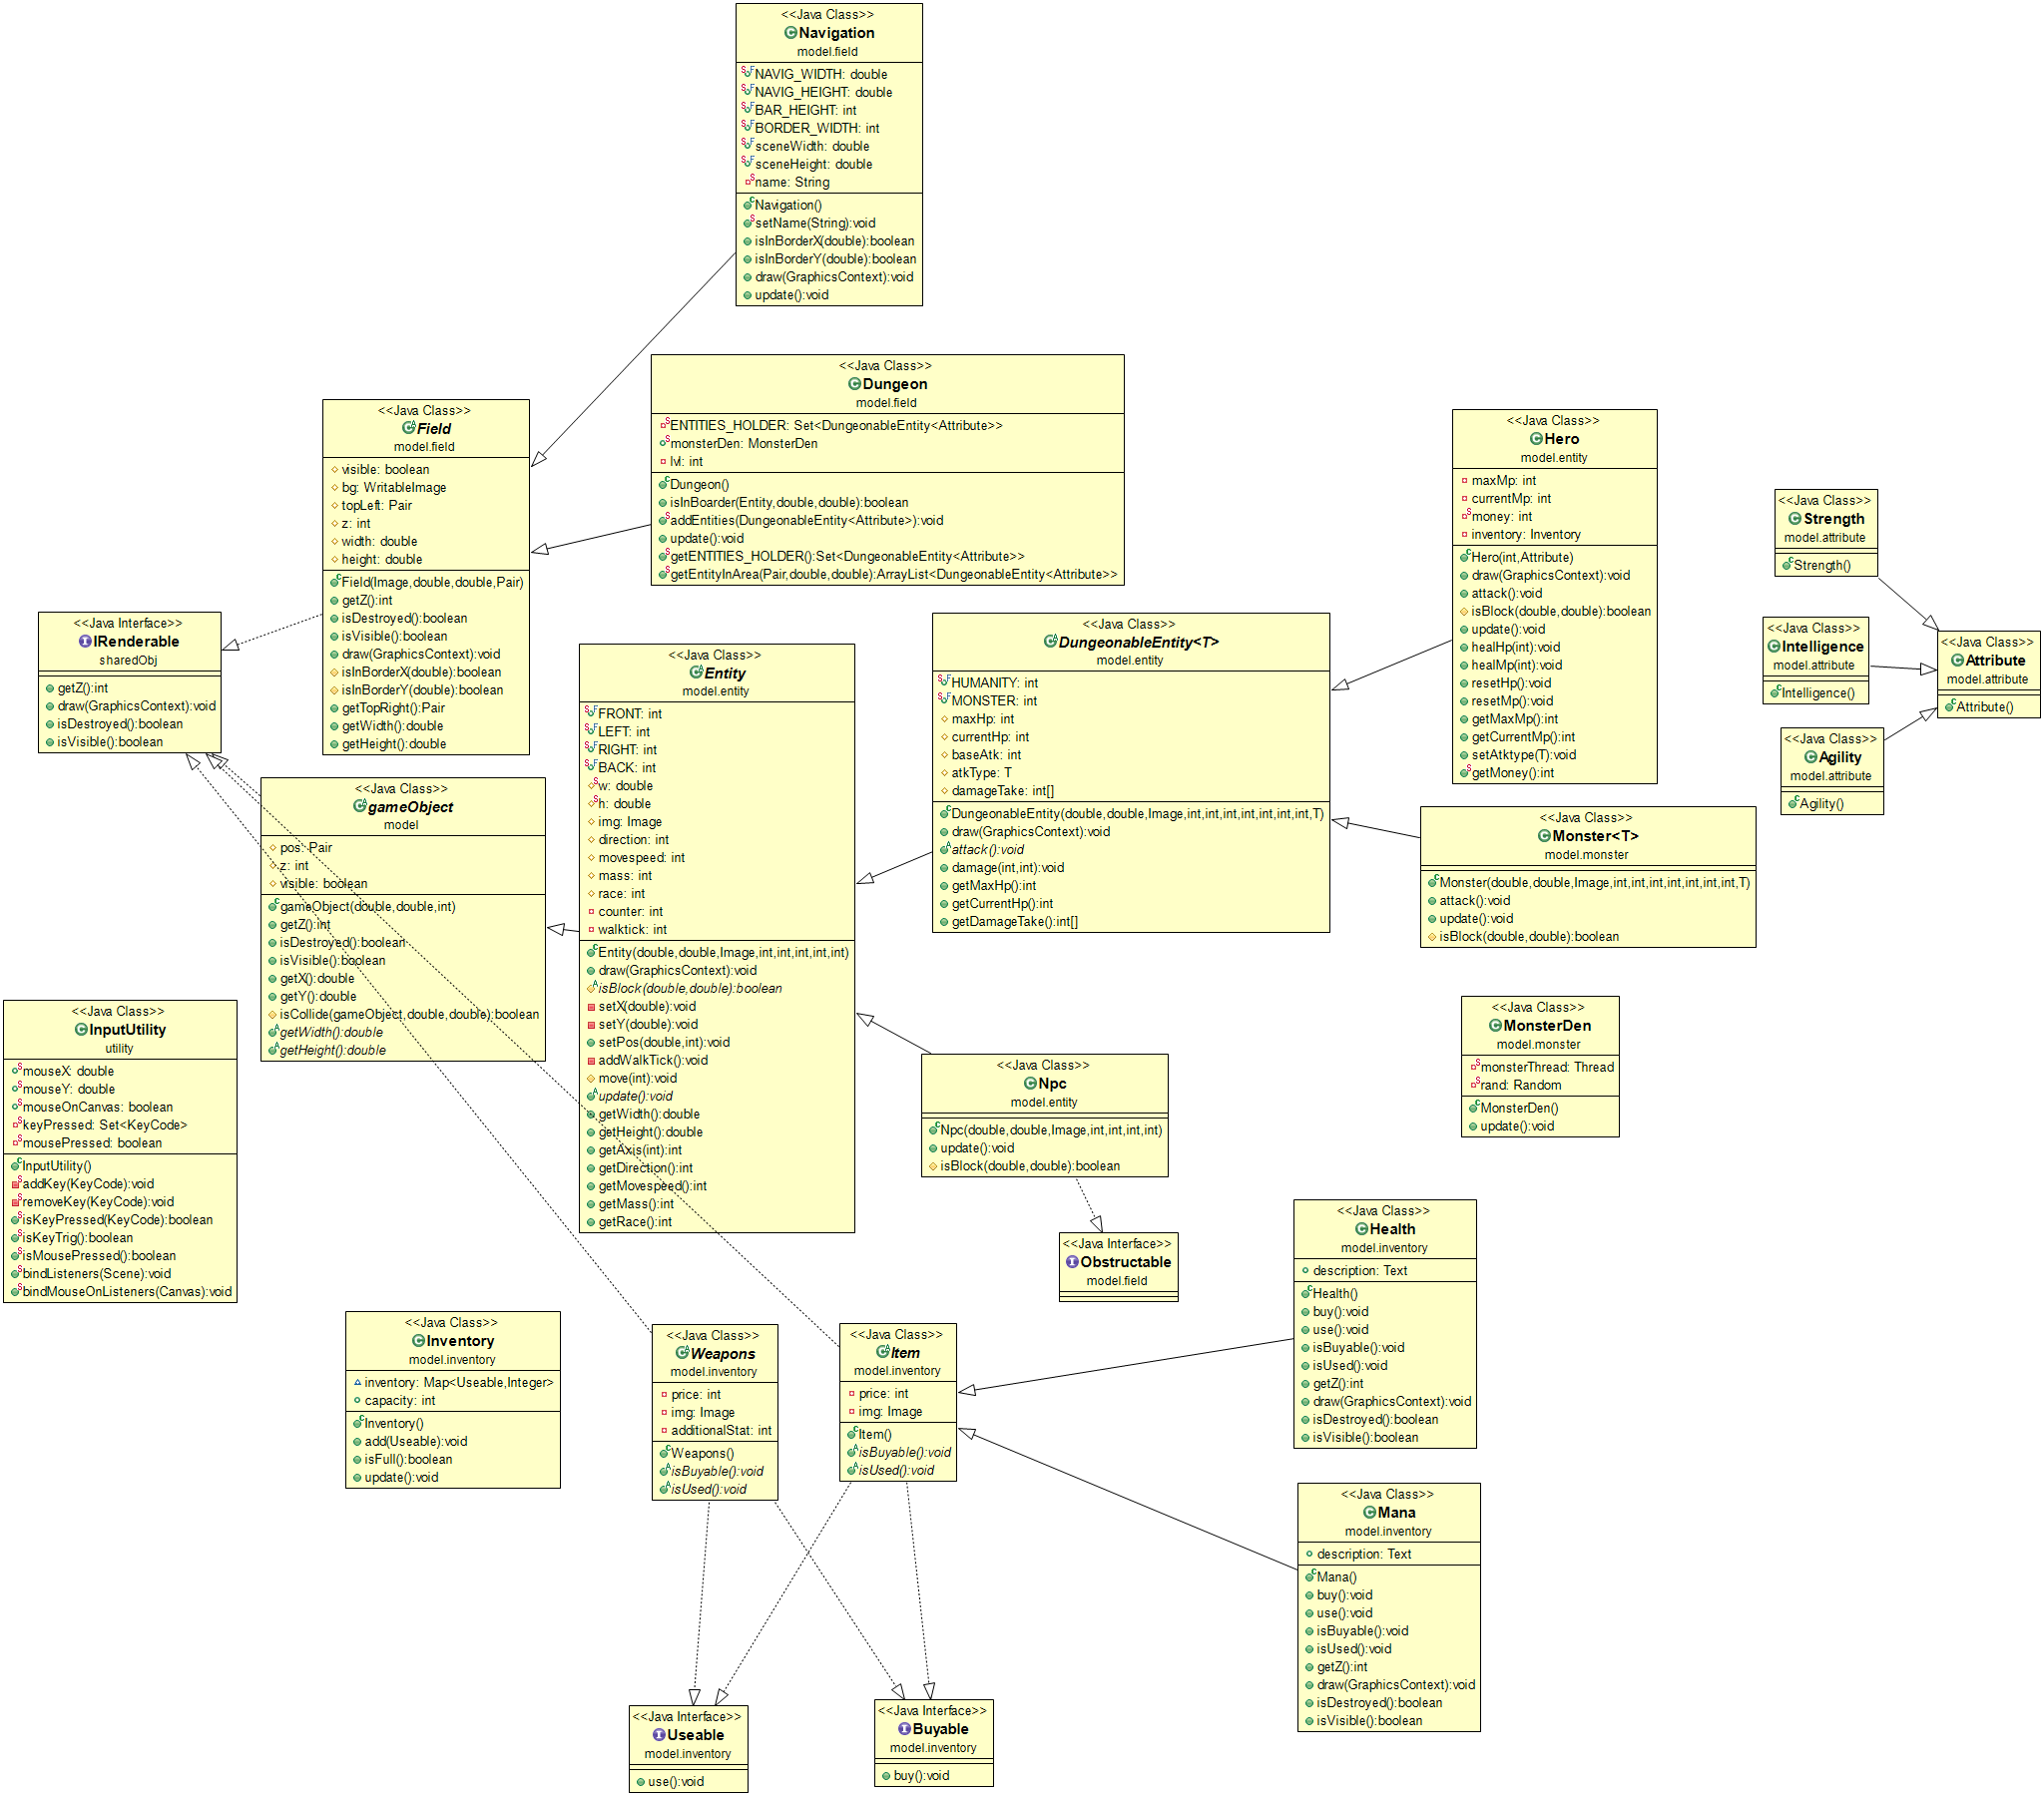 <<Java Class>>
Navigation
model.field
NAVIG_WIDTH: double
NAVIG_HEIGHT: double
BAR_HEIGHT: int
BORDER_WIDTH: int
sceneWidth: double
sceneHeight: double
name: String
Navigation()
setName(String):void
isInBorderX(double):boolean
isInBorderY(double):boolean
draw(GraphicsContext):void
update():void
<<Java Class>>
Dungeon
model.field
ENTITIES_HOLDER: Set<DungeonableEntity<Attribute>>
monsterDen: MonsterDen
lvl: int
Dungeon()
isInBoarder(Entity,double,double):boolean
addEntities(DungeonableEntity<Attribute>):void
update():void
getENTITIES_HOLDER():Set<DungeonableEntity<Attribute>>
getEntityInArea(Pair,double,double):ArrayList<DungeonableEntity<Attribute>>
<<Java Class>>
Field
model.field
visible: boolean
bg: WritableImage
topLeft: Pair
z: int
width: double
height: double
Field(Image,double,double,Pair)
getZ():int
isDestroyed():boolean
isVisible():boolean
draw(GraphicsContext):void
isInBorderX(double):boolean
isInBorderY(double):boolean
getTopRight():Pair
getWidth():double
getHeight():double
<<Java Class>>
Hero
model.entity
maxMp: int
currentMp: int
money: int
inventory: Inventory
Hero(int,Attribute)
draw(GraphicsContext):void
attack():void
isBlock(double,double):boolean
update():void
healHp(int):void
healMp(int):void
resetHp():void
resetMp():void
getMaxMp():int
getCurrentMp():int
setAtktype(T):void
getMoney():int
<<Java Class>>
Strength
model.attribute
Strength()
<<Java Class>>
Intelligence
model.attribute
Intelligence()
<<Java Class>>
Attribute
model.attribute
Attribute()
<<Java Class>>
Agility
model.attribute
Agility()
<<Java Interface>>
IRenderable
sharedObj
getZ():int
draw(GraphicsContext):void
isDestroyed():boolean
isVisible():boolean
<<Java Class>>
Entity
model.entity
FRONT: int
LEFT: int
RIGHT: int
BACK: int
w: double
h: double
img: Image
direction: int
movespeed: int
mass: int
race: int
counter: int
walktick: int
Entity(double,double,Image,int,int,int,int,int)
draw(GraphicsContext):void
isBlock(double,double):boolean
setX(double):void
setY(double):void
setPos(double,int):void
addWalkTick():void
move(int):void
update():void
getWidth():double
getHeight():double
getAxis(int):int
getDirection():int
getMovespeed():int
getMass():int
getRace():int
<<Java Class>>
DungeonableEntity<T>
model.entity
HUMANITY: int
MONSTER: int
maxHp: int
currentHp: int
baseAtk: int
atkType: T
damageTake: int[]
DungeonableEntity(double,double,Image,int,int,int,int,int,int,int,T)
draw(GraphicsContext):void
attack():void
damage(int,int):void
getMaxHp():int
getCurrentHp():int
getDamageTake():int[]
<<Java Class>>
gameObject
model
pos: Pair
z: int
visible: boolean
gameObject(double,double,int)
getZ():int
isDestroyed():boolean
isVisible():boolean
getX():double
getY():double
isCollide(gameObject,double,double):boolean
getWidth():double
getHeight():double
<<Java Class>>
Monster<T>
model.monster
Monster(double,double,Image,int,int,int,int,int,int,int,T)
attack():void
update():void
isBlock(double,double):boolean
<<Java Class>>
InputUtility
utility
mouseX: double
mouseY: double
mouseOnCanvas: boolean
keyPressed: Set<KeyCode>
mousePressed: boolean
InputUtility()
addKey(KeyCode):void
removeKey(KeyCode):void
isKeyPressed(KeyCode):boolean
isKeyTrig():boolean
isMousePressed():boolean
bindListeners(Scene):void
bindMouseOnListeners(Canvas):void
<<Java Class>>
MonsterDen
model.monster
monsterThread: Thread
rand: Random
MonsterDen()
update():void
<<Java Class>>
Npc
model.entity
Npc(double,double,Image,int,int,int,int)
update():void
isBlock(double,double):boolean
<<Java Interface>>
Obstructable
model.field
<<Java Class>>
Health
model.inventory
description: Text
Health()
buy():void
use():void
isBuyable():void
isUsed():void
getZ():int
draw(GraphicsContext):void
isDestroyed():boolean
isVisible():boolean
<<Java Class>>
Inventory
model.inventory
inventory: Map<Useable,Integer>
capacity: int
Inventory()
add(Useable):void
isFull():boolean
update():void
<<Java Class>>
Weapons
model.inventory
price: int
img: Image
additionalStat: int
Weapons()
isBuyable():void
isUsed():void
<<Java Class>>
Item
model.inventory
price: int
img: Image
Item()
isBuyable():void
isUsed():void
<<Java Class>>
Mana
model.inventory
description: Text
Mana()
buy():void
use():void
isBuyable():void
isUsed():void
getZ():int
draw(GraphicsContext):void
isDestroyed():boolean
isVisible():boolean
<<Java Interface>>
Useable
model.inventory
use():void
<<Java Interface>>
Buyable
model.inventory
buy():void